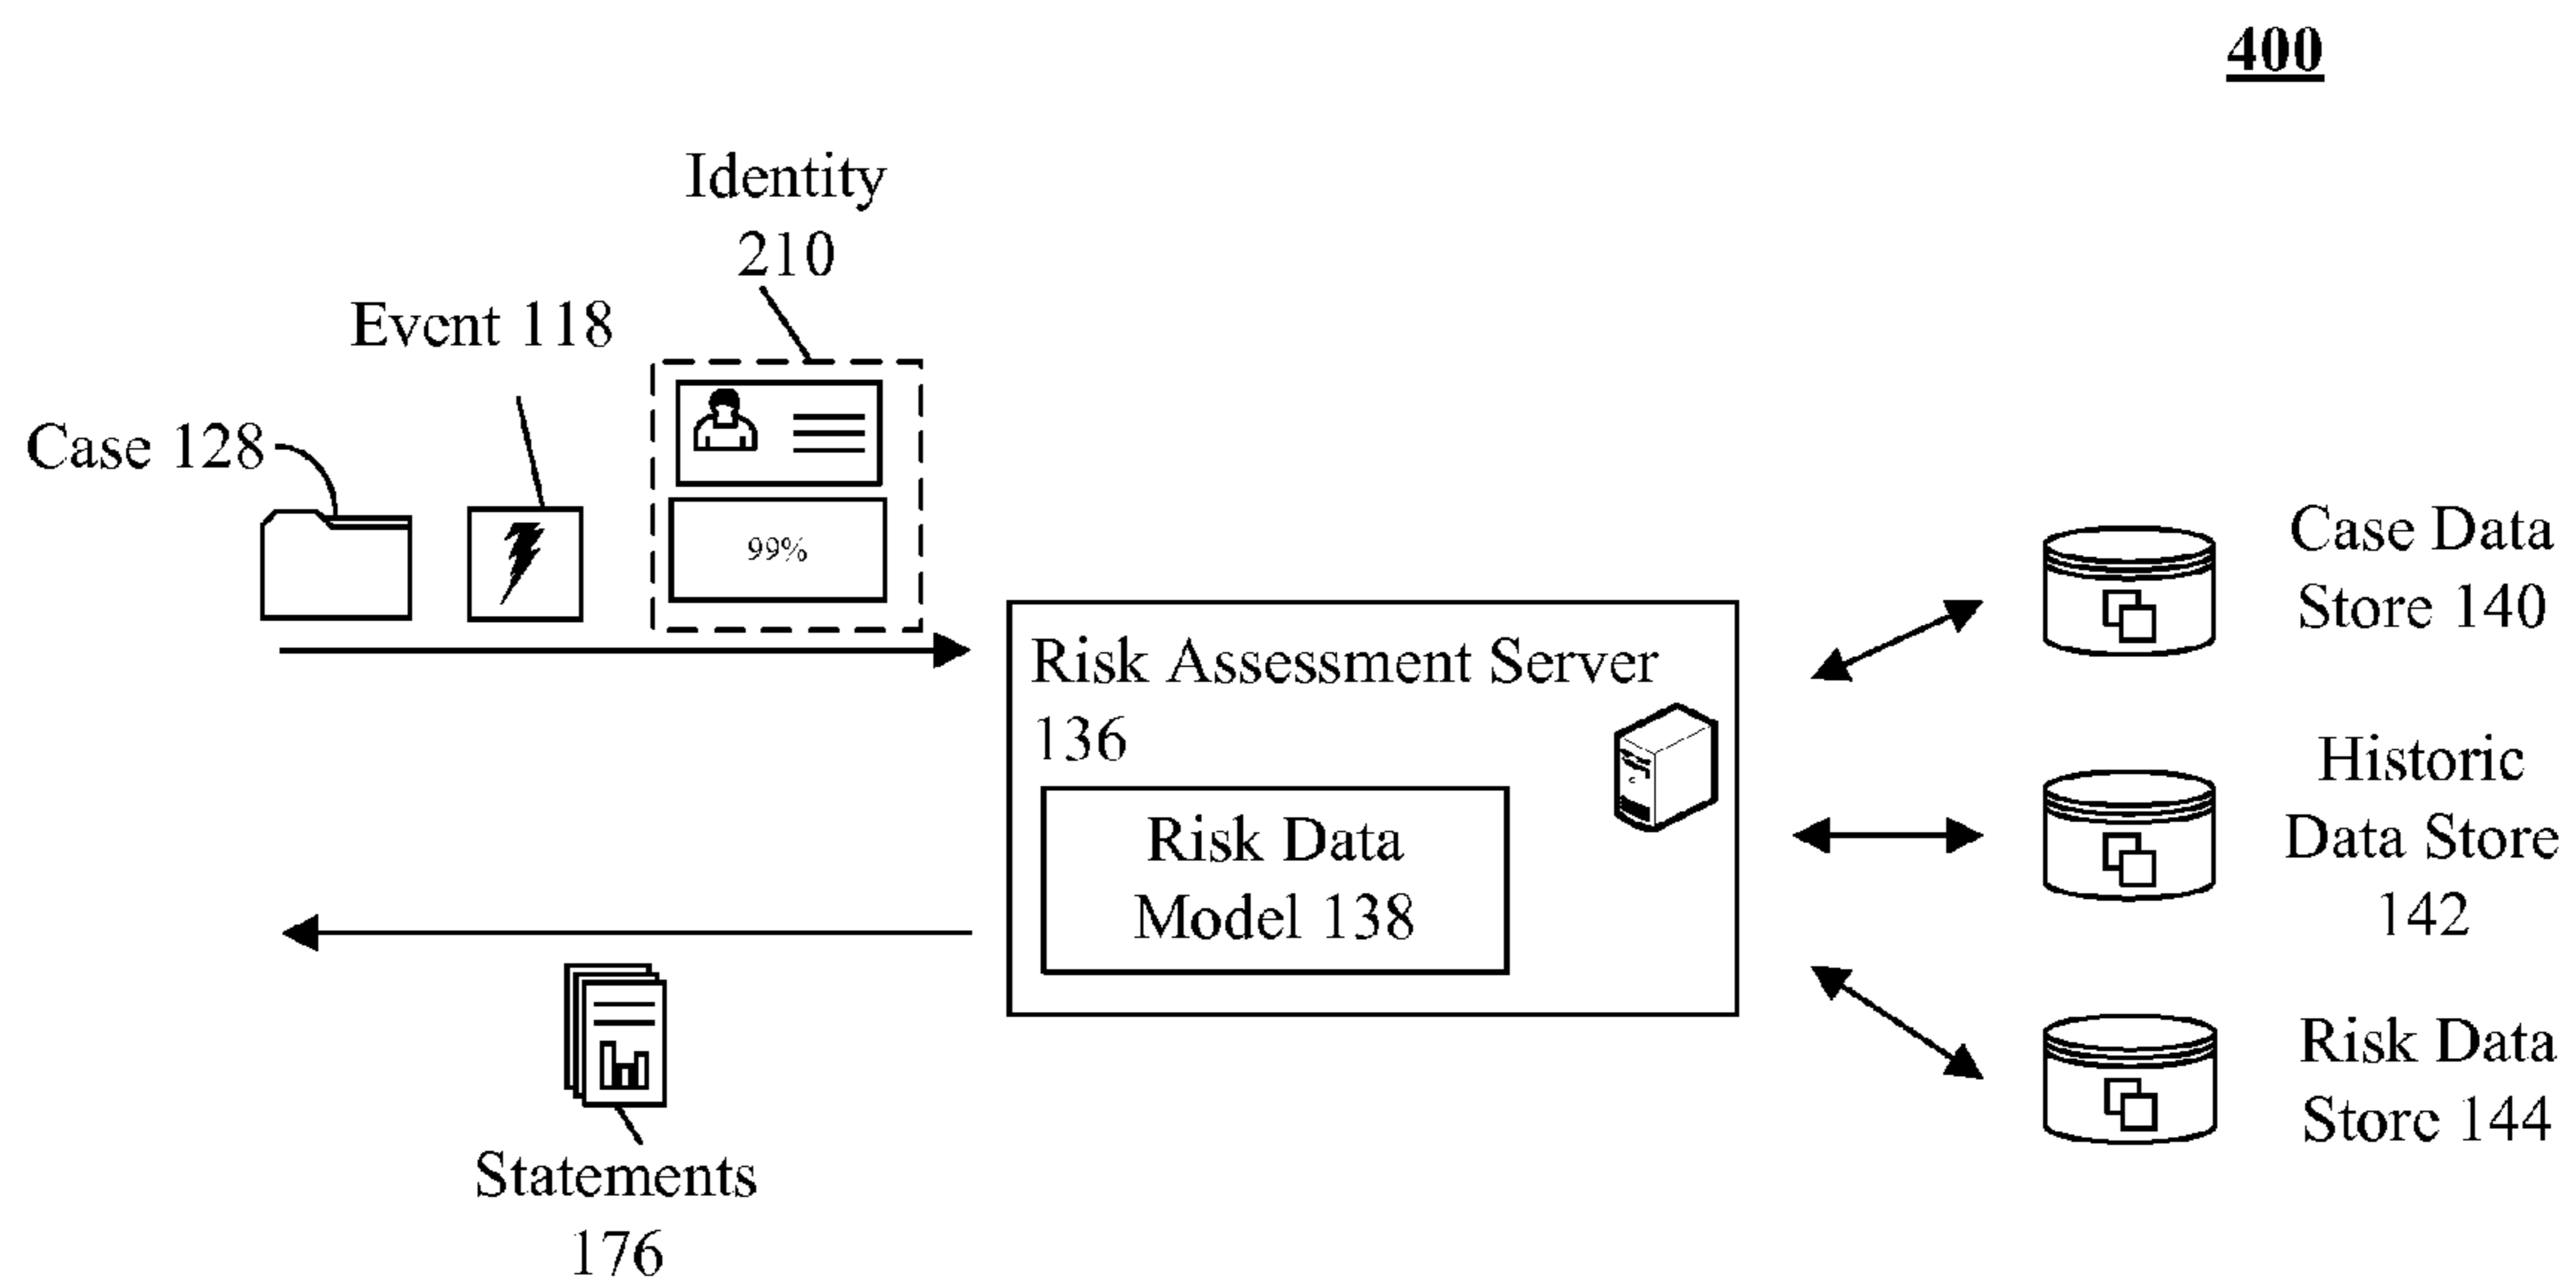 400
Identity
210
Event 118
Case 128
99%
Risk Assessment Server
136
Risk Data
Model 138
Case Data
Store 140
Historic
Data Store
142
Risk Data
Store 144
Statements
176